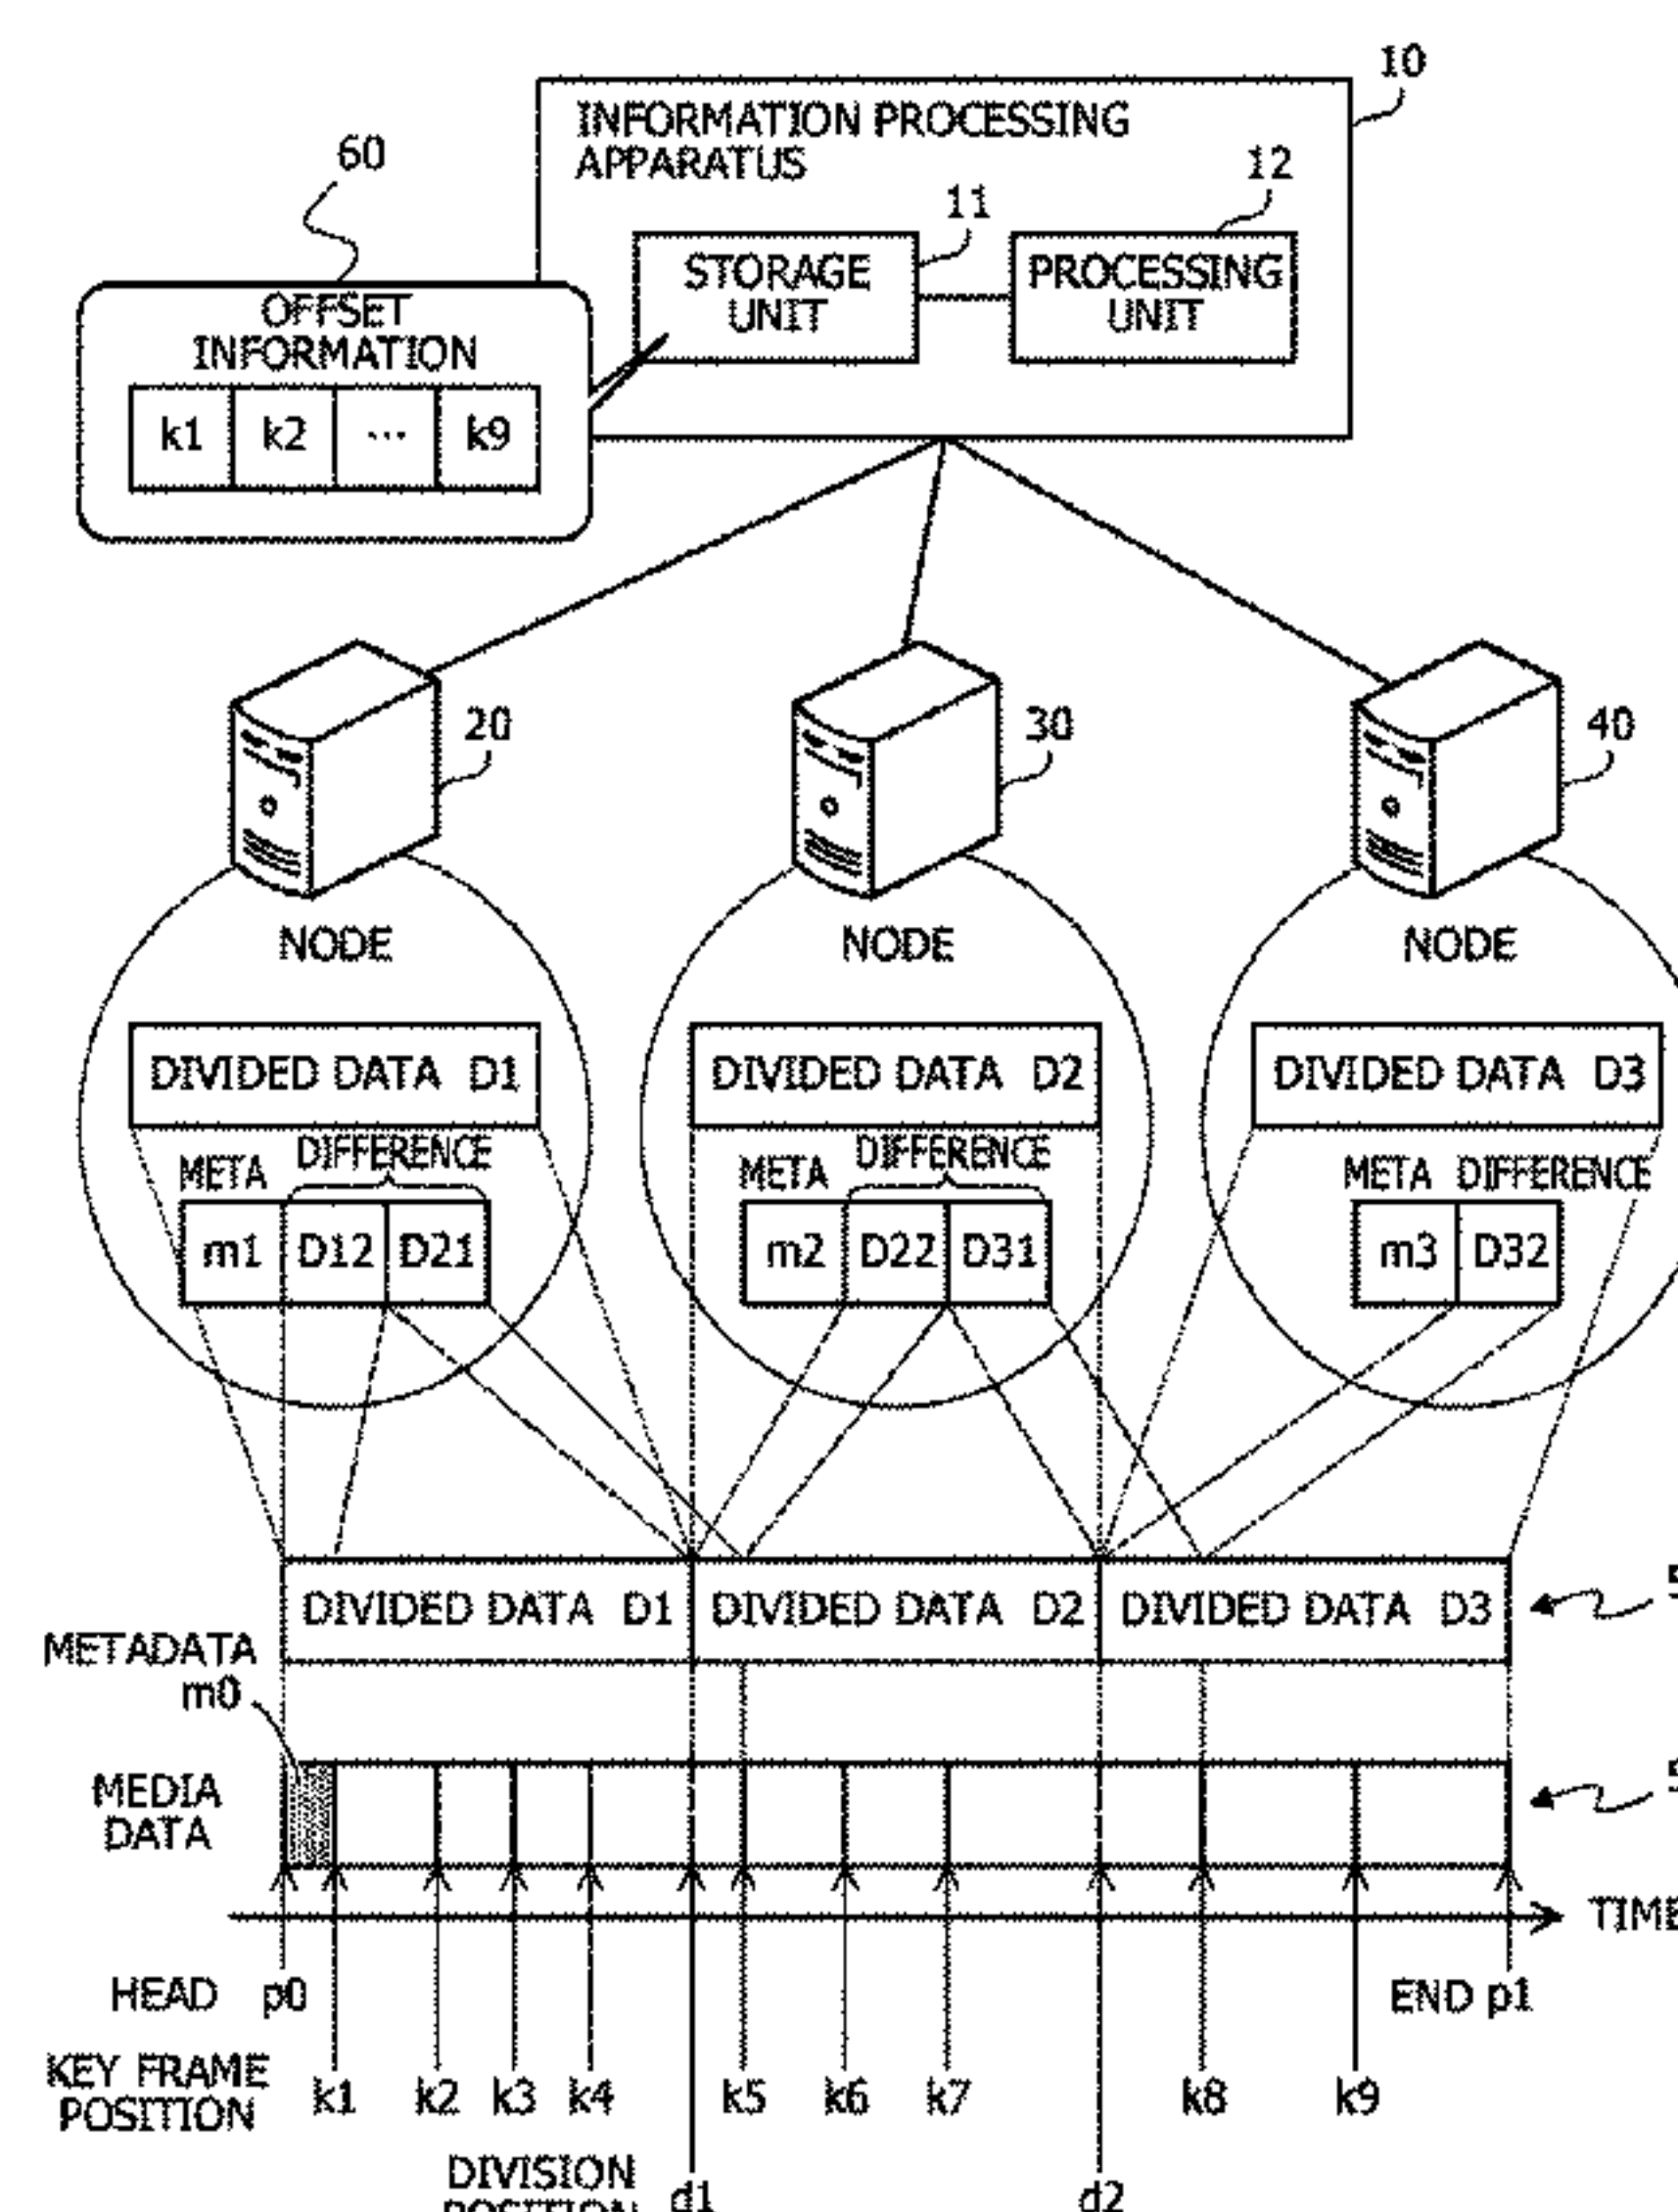 10
INFORMATION PROCESSING
APPARATUS
60
12
11
STORAGE
UNIT
PROCESSING
UNIT
OFFSET
INFORMATION
k1 k2 ... k9
20 30 40
NODE NODE NODE
DIVIDED DATA D1 DIVIDED DATA D2 DIVIDED DATA D3
META DIFFERENCE META DIFFERENCE META DIFFERENCE
m1 D12 D21 m2 D22 D31 m3 D32
DIVIDED DATA D1 DIVIDED DATA D2 DIVIDED DATA D3
METADATA
m0
MEDIA
DATA
TIME
HEAD p0 END p1
KEY FRAME
POSITION
k1 k2 k3 k4 k5 k6 k7 k8 k9
DIVISION
POSITION
d1 d2